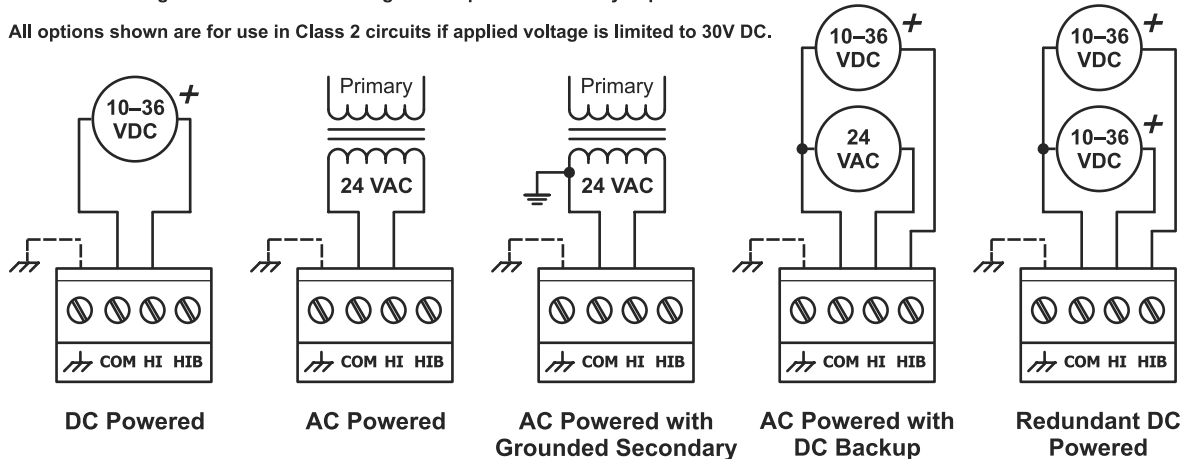 All options shown are for use in Class 2 circuits if applied voltage is limited to 30V DC.
10–36
VDC
+
COM HI HIB
DC Powered
Primary
24 VAC
COM HI HIB
AC Powered
Primary
24 VAC
COM HI HIB
AC Powered with
Grounded Secondary
10–36
VDC
+
24
VAC
COM HI HIB
AC Powered with
DC Backup
10–36
VDC
+
10–36
VDC
+
COM HI HIB
Redundant DC
Powered